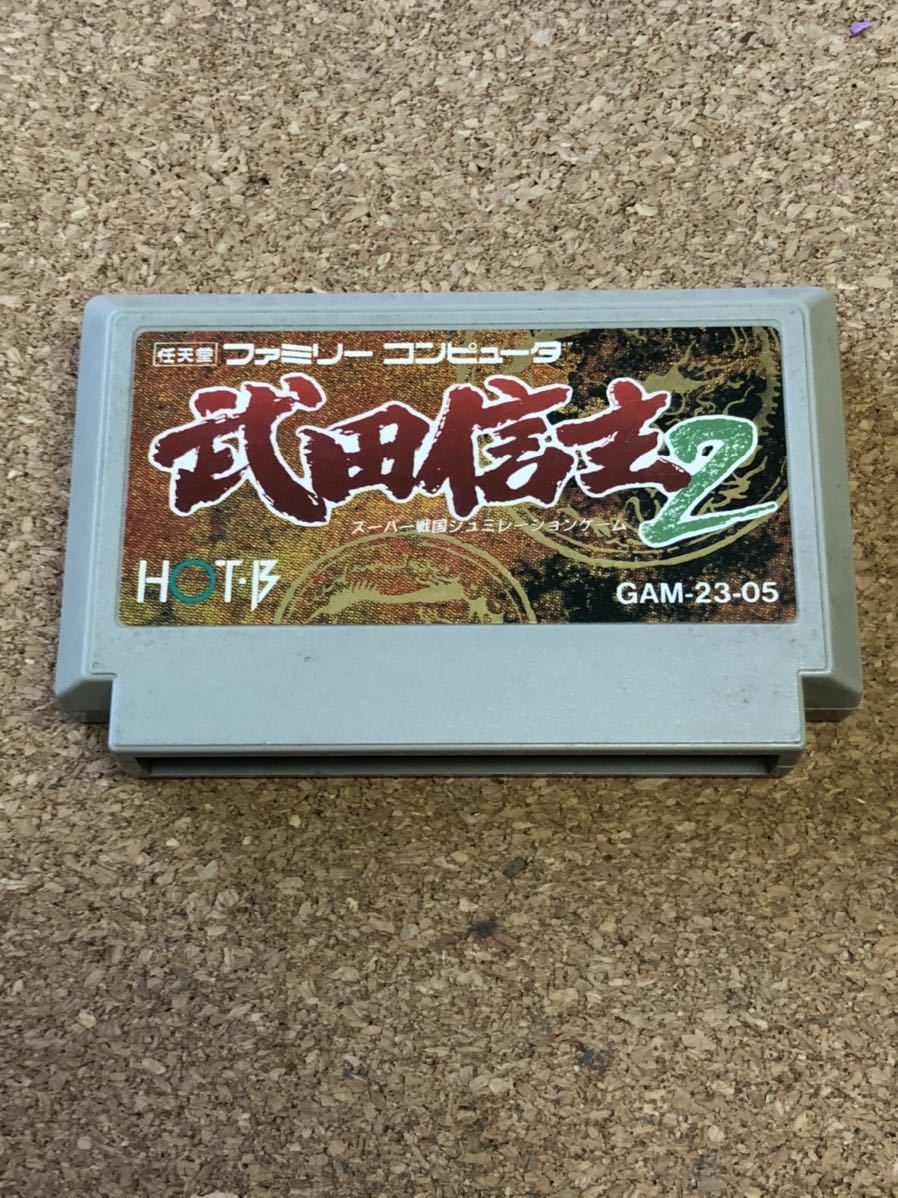 任天堂 ファミリー コンピュータ
武田信玄2
スーパー戦国シュミレーションゲーム
HOT・B
GAM-23-05